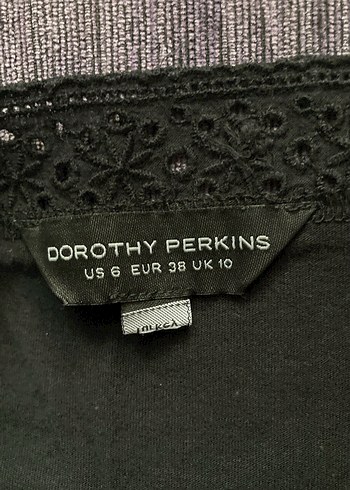 DOROTHY PERKINS
US 6 EUR 38 UK 10